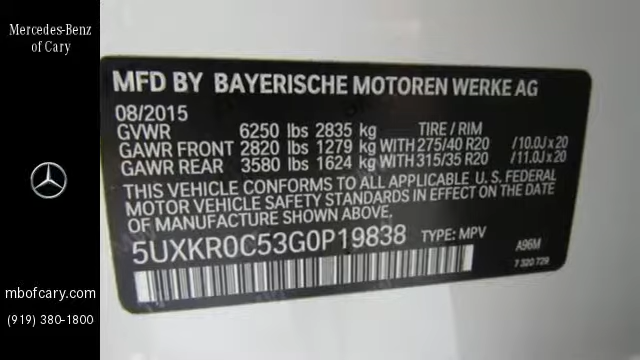 Mercedes-Benz
of Cary
mbofcary.com
(919) 380-1800
MFD BY BAYERISCHE MOTOREN WERKE AG
08/2015
GVWR 6250 lbs 2835 kg TIRE / RIM
GAWR FRONT 2820 lbs 1279 kg WITH 275/40 R20 / 10.0J x 20
GAWR REAR 3580 lbs 1624 kg WITH 315/35 R20 / 11.0J x 20
THIS VEHICLE CONFORMS TO ALL APPLICABLE U.S. FEDERAL
MOTOR VEHICLE SAFETY STANDARDS IN EFFECT ON THE DATE
OF MANUFACTURE SHOWN ABOVE.
5UXKR0C53G0P19838 TYPE: MPV A96M
7 320 729